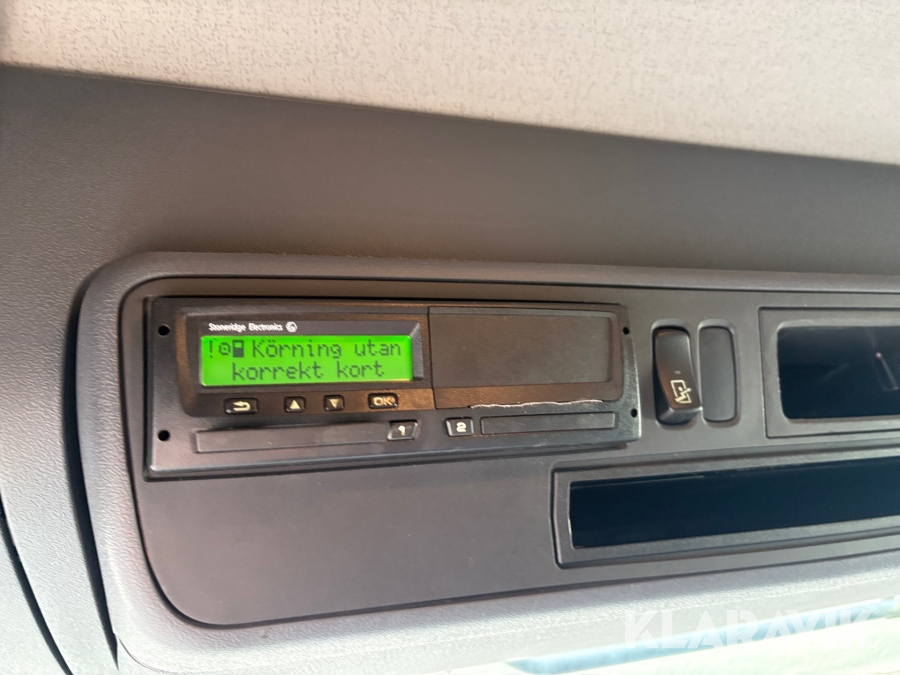 Stoneridge Electronics
! Körning utan
korrekt kort
OK
1 2
KLARAVIK